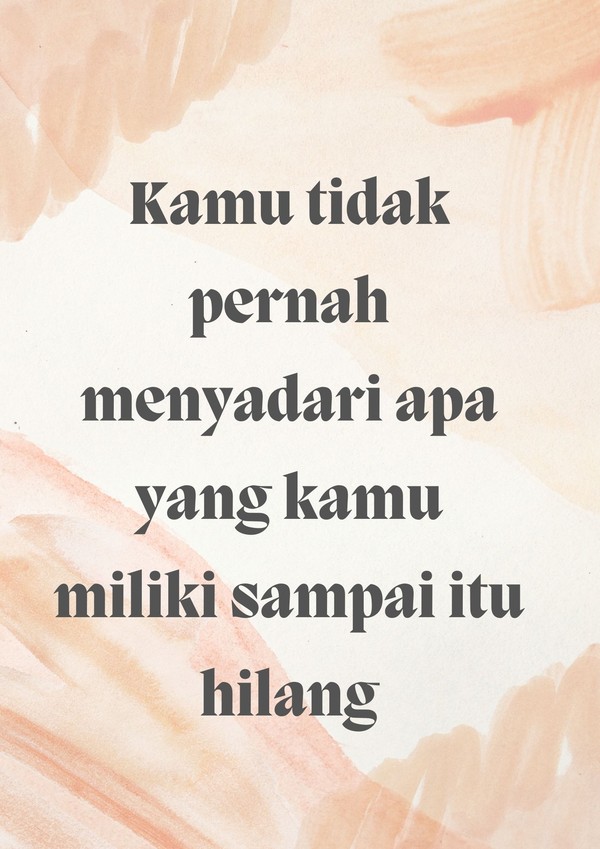 Kamu tidak
pernah
menyadari apa
yang kamu
miliki sampai itu
hilang